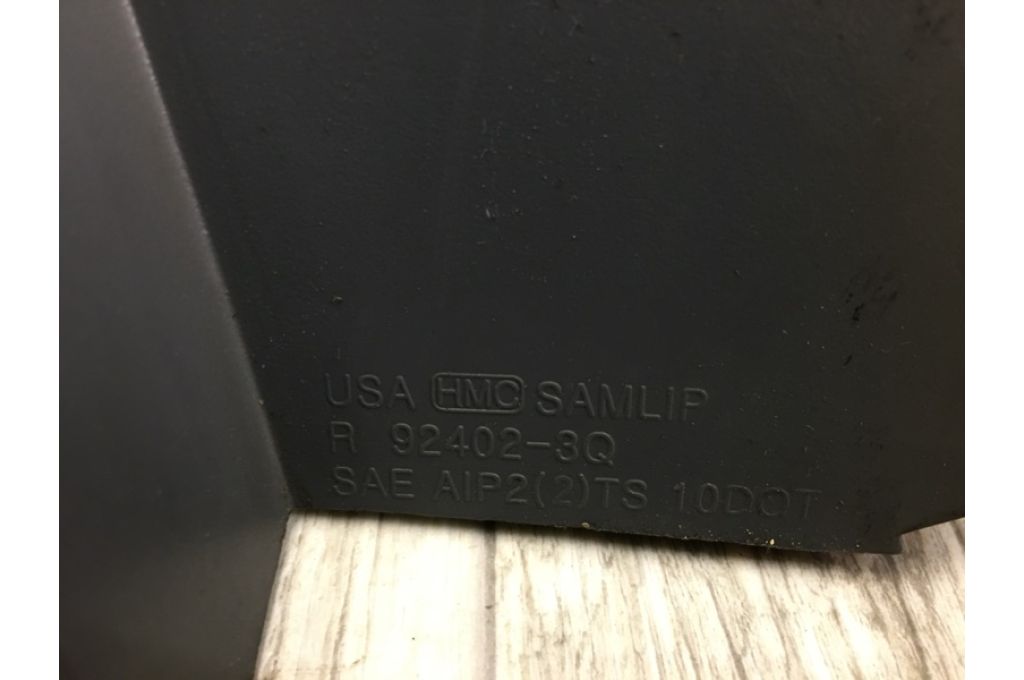 USA HMC SAMLIP
R 92402-3Q
SAE AIP2(2)TS 10DOT